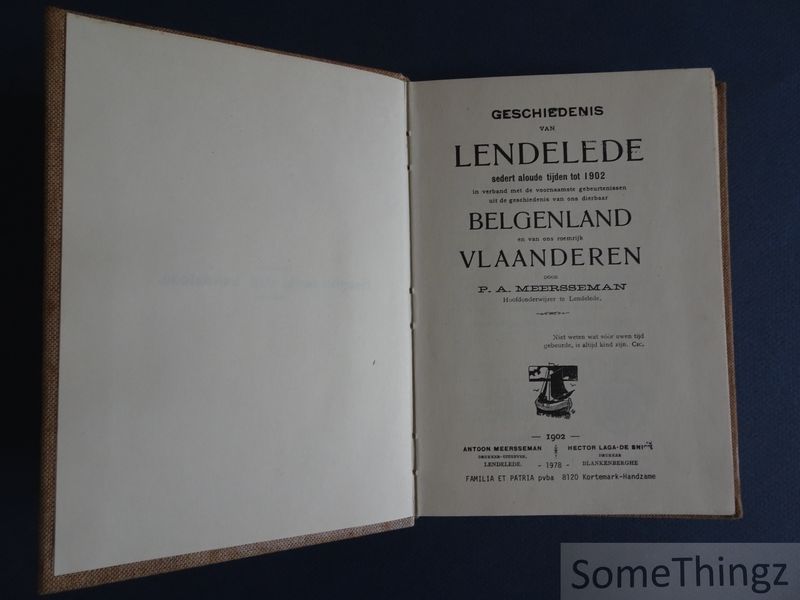 GESCHIEDENIS
VAN
LENDELEDE
sedert aloude tijden tot 1902
in verband met de voornaamste gebeurtenissen
uit de geschiedenis van ons dierbaar
BELGENLAND
en van ons roemrijk
VLAANDEREN
DOOR
P. A. MEERSSEMAN
Hoofdonderwijzer te Lendelede.
Niet weten wat vóór uwen tijd
gebeurde, is altijd kind zijn. CIC.
— 1902 —
ANTOON MEERSSEMAN
DRUKKER-UITGEVER,
LENDELEDE.
HECTOR LAGA-DE
DRUKKER
BLANKENBERGHE
- 1978 -
FAMILIA ET PATRIA pvba 8120 Kortemark-Handzame
SomeThingz